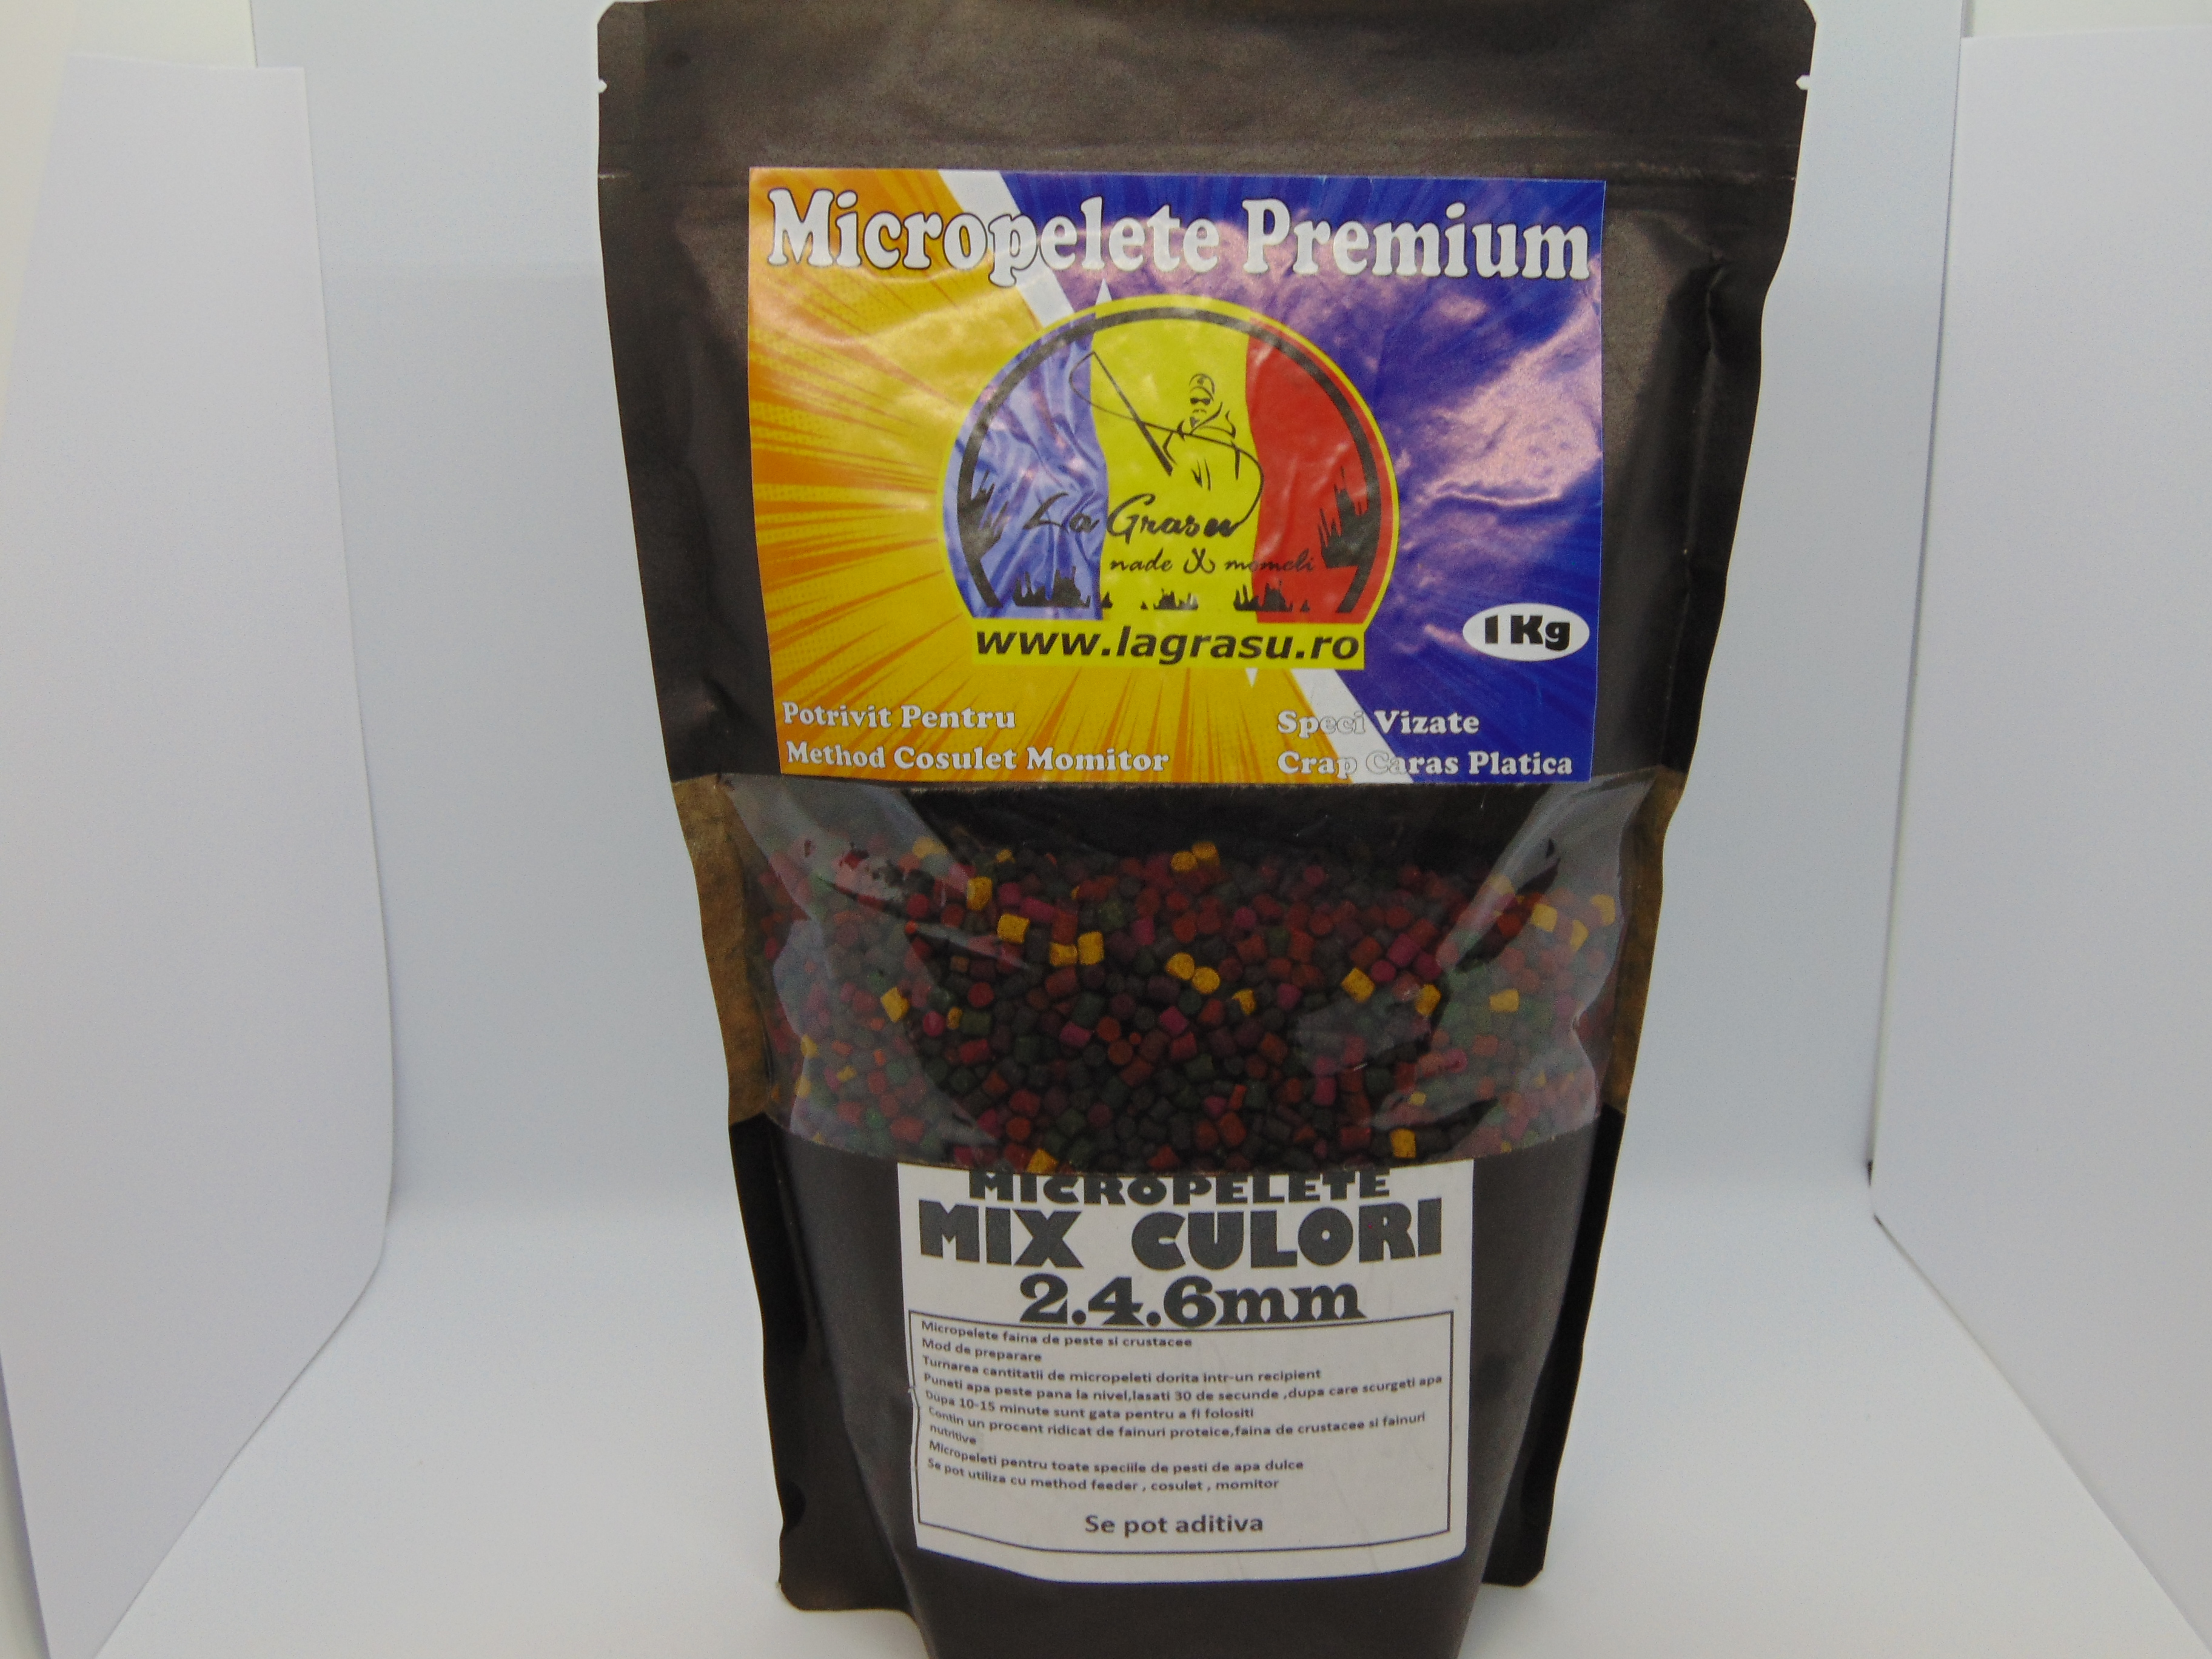 Micropelete Premium
La Grasu
nade & momeli
www.lagrasu.ro
1 Kg
Potrivit Pentru
Method Cosulet Momitor
Speci Vizate
Crap Caras Platica
MICROPELETE
MIX CULORI
2.4.6mm
Micropelete faina de peste si crustacee
Mod de preparare
Turnarea cantitatii de micropeleti dorita intr-un recipient
Puneti apa peste pana la nivel,lasati 30 de secunde ,dupa care scurgeti apa
Dupa 10-15 minute sunt gata pentru a fi folositi
Contin un procent ridicat de fainuri proteice,faina de crustacee si fainuri
nutritive
Micropeleti pentru toate speciile de pesti de apa dulce
Se pot utiliza cu method feeder , cosulet , momitor
Se pot aditiva